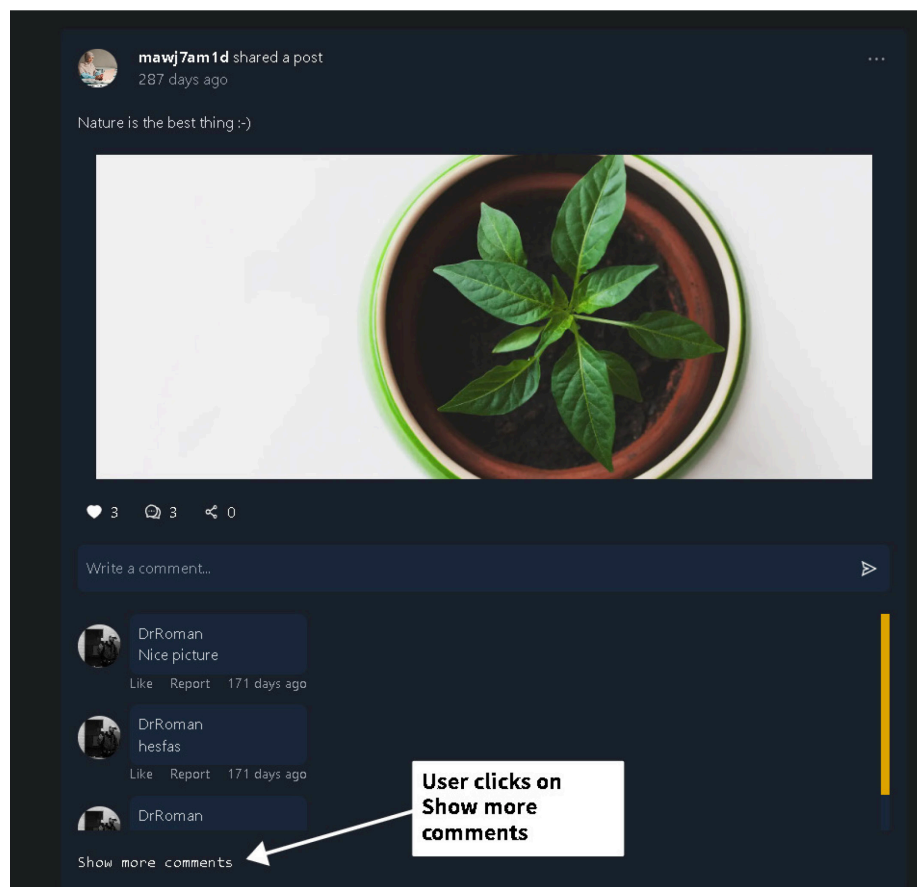 mawj7am1d shared a post
...
287 days ago
Nature is the best thing :-)
3 3 0
Write a comment...
DrRoman
Nice picture
Like Report 171 days ago
DrRoman
hesfas
Like Report 171 days ago
DrRoman
User clicks on
Show more
comments
Show more comments